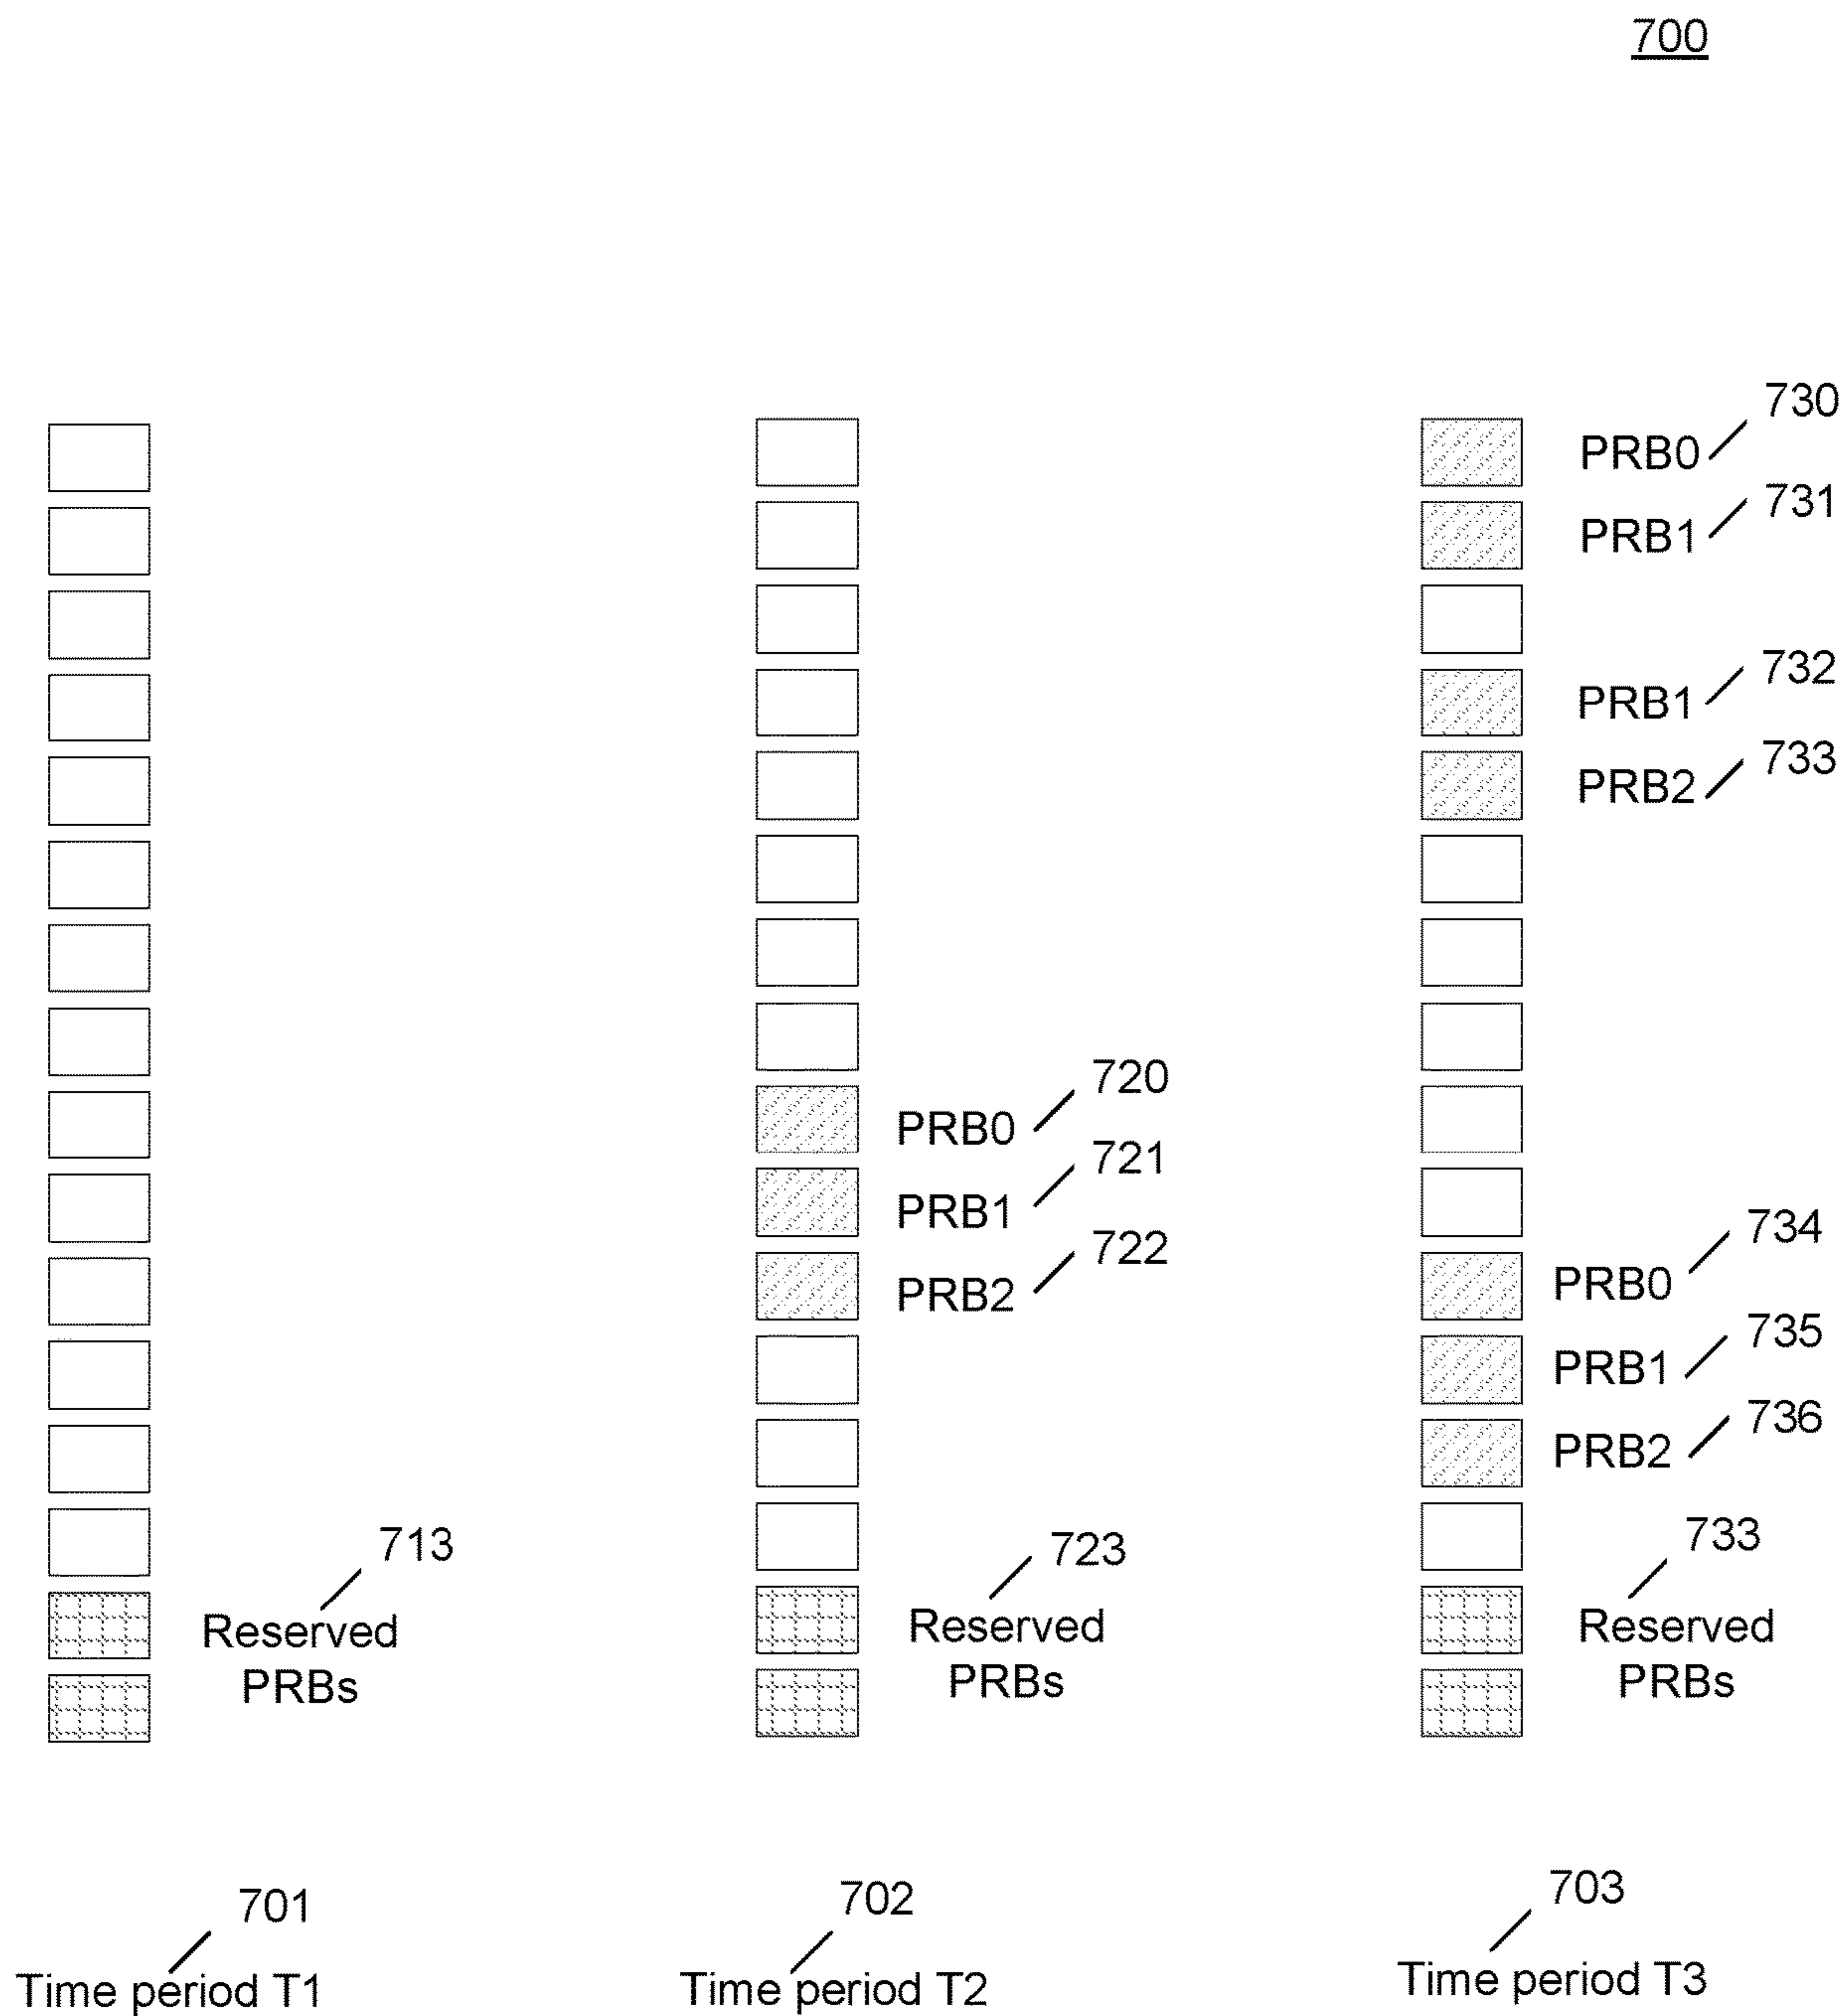 700
730
PRB0
731
PRB1
732
PRB1
733
PRB2
720
PRB0
721
PRB1
722
PRB2
734
PRB0
735
PRB1
736
PRB2
713
Reserved
PRBs
723
Reserved
PRBs
733
Reserved
PRBs
701
Time period T1
702
Time period T2
703
Time period T3